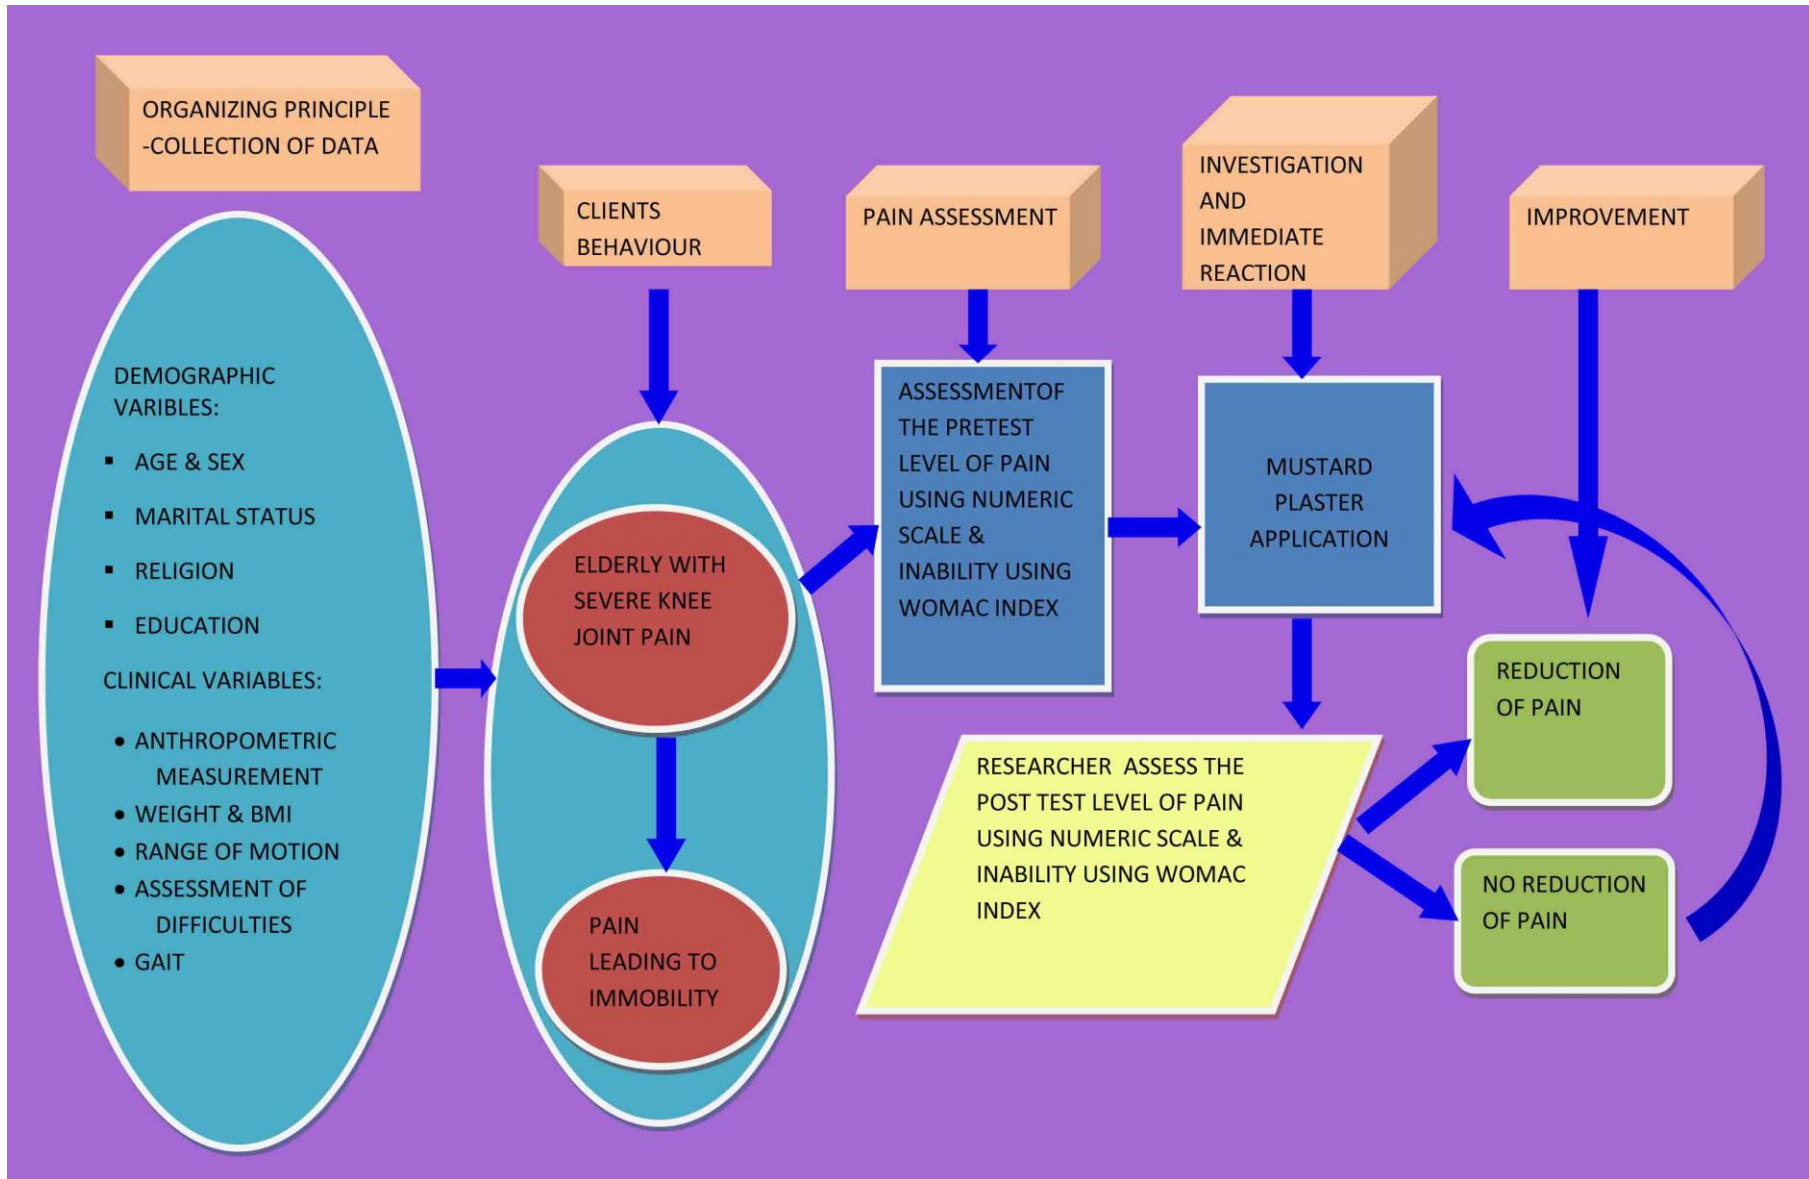 ORGANIZING PRINCIPLE
-COLLECTION OF DATA
CLIENTS
BEHAVIOUR
PAIN ASSESSMENT
INVESTIGATION
AND
IMMEDIATE
REACTION
IMPROVEMENT
DEMOGRAPHIC
VARIBLES:
▪ AGE & SEX
▪ MARITAL STATUS
▪ RELIGION
▪ EDUCATION
CLINICAL VARIABLES:
• ANTHROPOMETRIC
MEASUREMENT
• WEIGHT & BMI
• RANGE OF MOTION
• ASSESSMENT OF
DIFFICULTIES
• GAIT
ELDERLY WITH
SEVERE KNEE
JOINT PAIN
PAIN
LEADING TO
IMMOBILITY
ASSESSMENTOF
THE PRETEST
LEVEL OF PAIN
USING NUMERIC
SCALE &
INABILITY USING
WOMAC INDEX
MUSTARD
PLASTER
APPLICATION
RESEARCHER ASSESS THE
POST TEST LEVEL OF PAIN
USING NUMERIC SCALE &
INABILITY USING WOMAC
INDEX
REDUCTION
OF PAIN
NO REDUCTION
OF PAIN